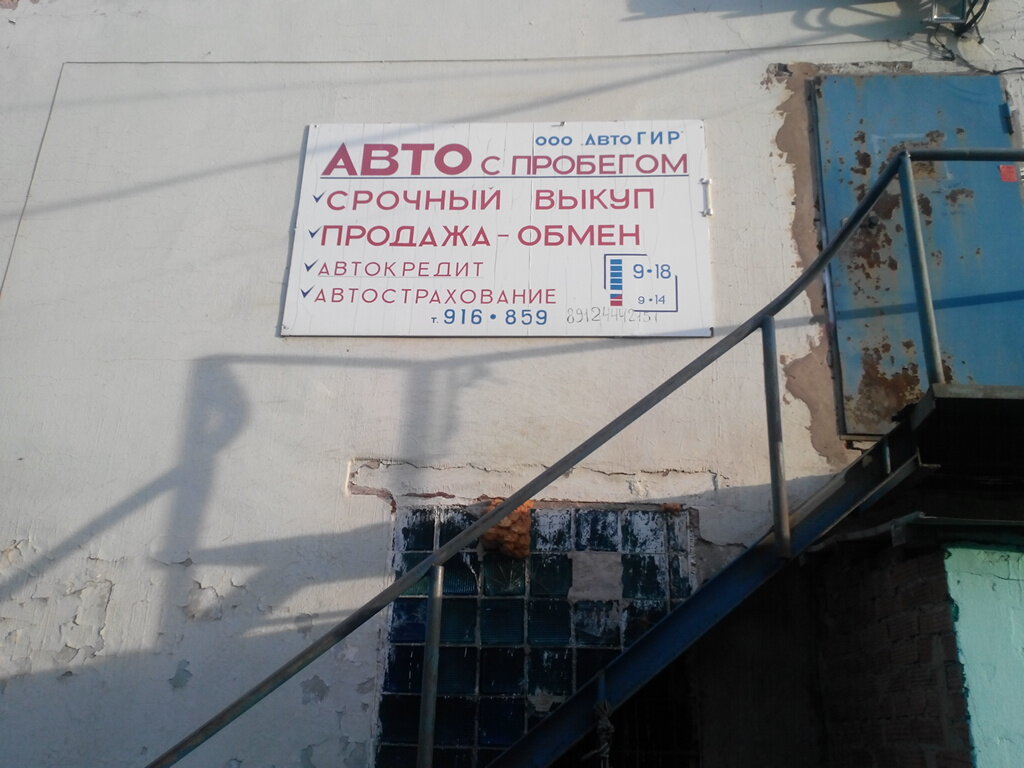 ООО АвтоГИР
АВТО С ПРОБЕГОМ
СРОЧНЫЙ ВЫКУП
ПРОДАЖА - ОБМЕН
АВТОКРЕДИТ
9•18
АВТОСТРАХОВАНИЕ
9•14
т. 916•859